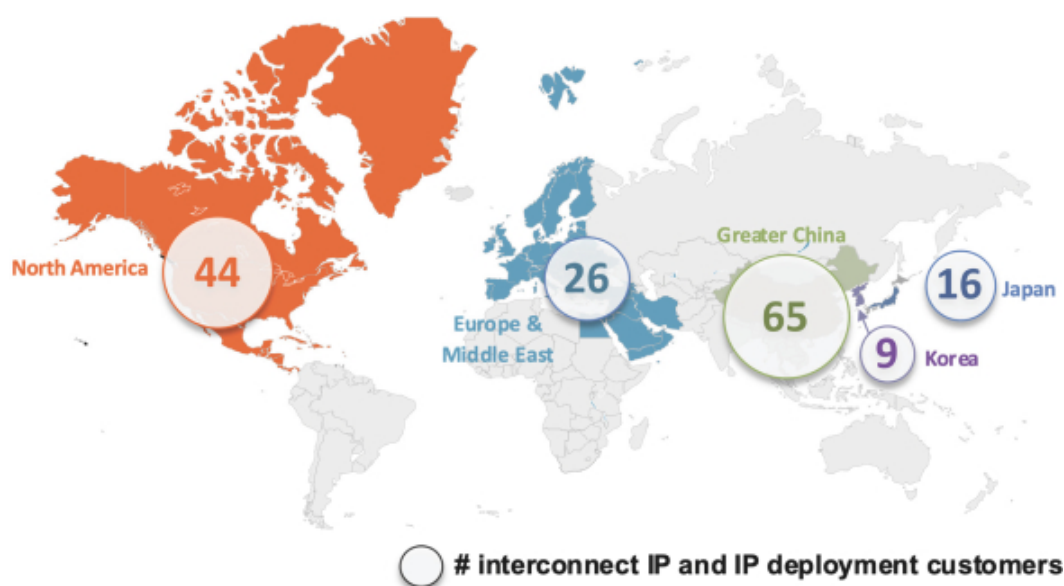 North America
44
Europe &
Middle East
26
Greater China
65
16
Japan
9
Korea
# interconnect IP and IP deployment customers